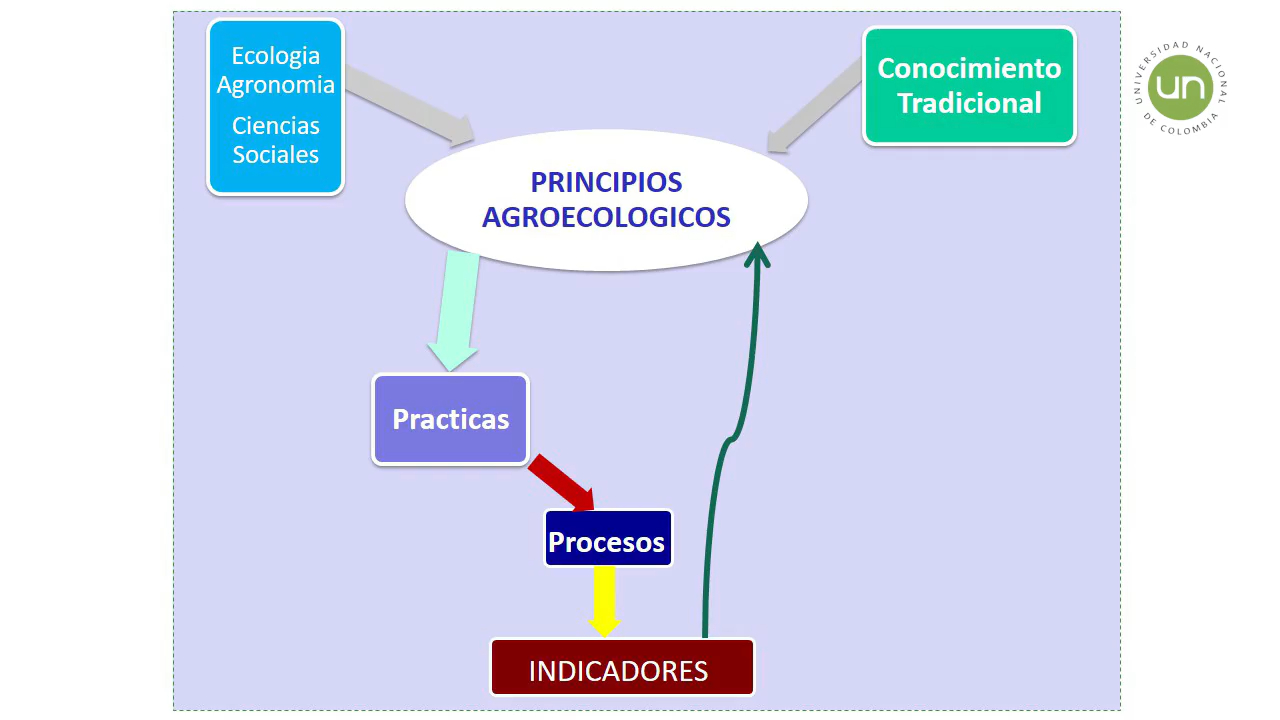 Ecologia
Agronomia
Ciencias
Sociales
Conocimiento
Tradicional
UNIVERSIDAD NACIONAL
DE COLOMBIA
un
PRINCIPIOS
AGROECOLOGICOS
Practicas
Procesos
INDICADORES